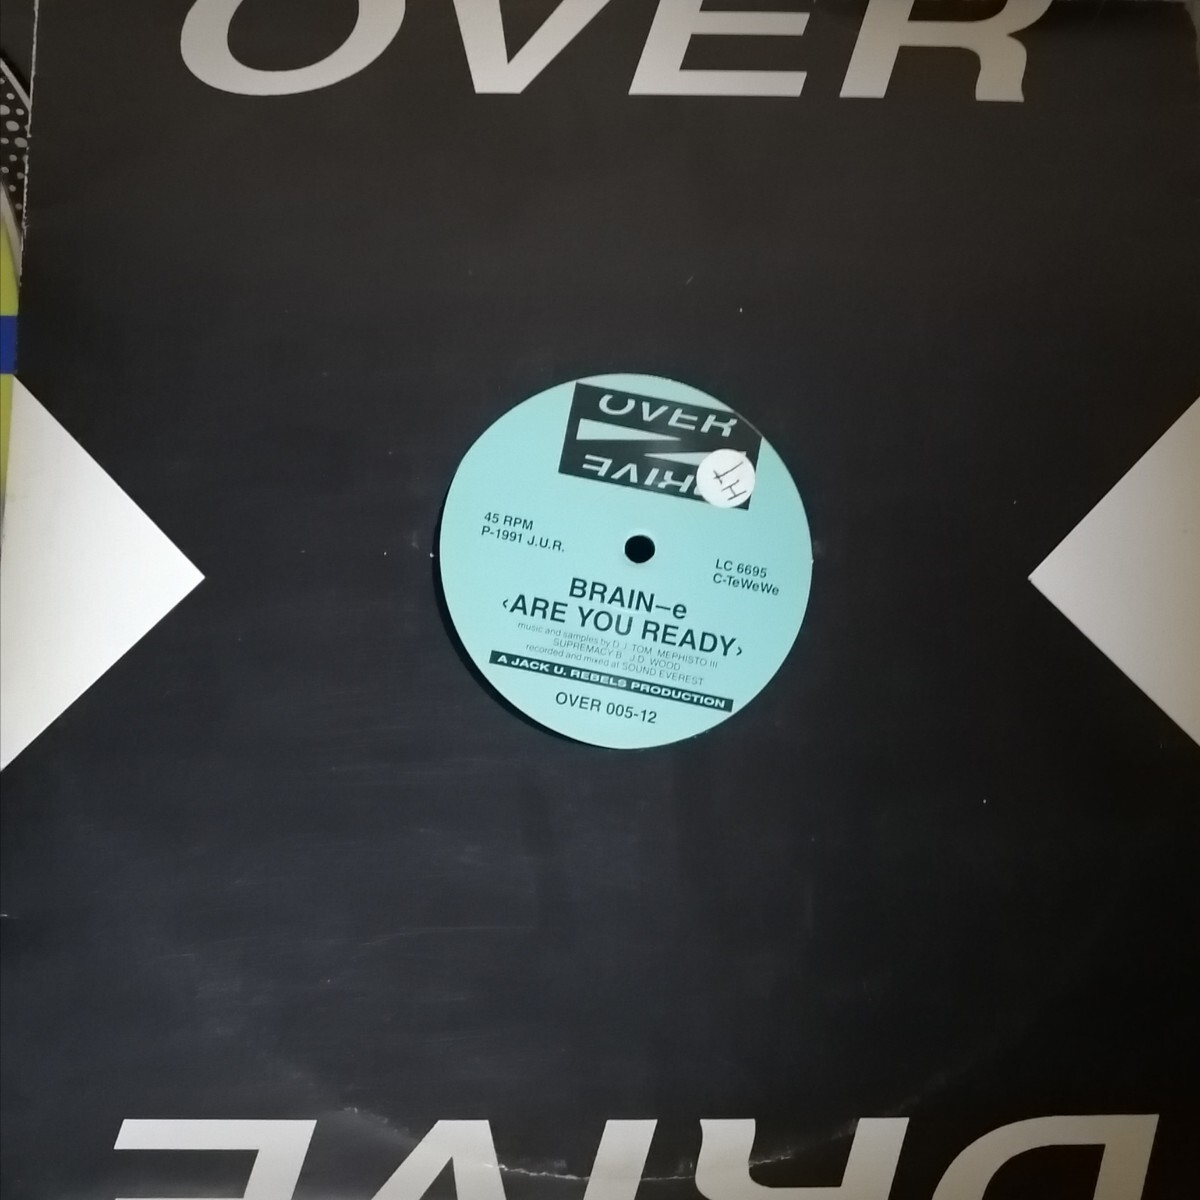 OVER
OVER
DRIVE
HT
45 RPM
P-1991 J.U.R.
LC 6695
C-TeWeWe
BRAIN-e
‹ARE YOU READY›
music and samples by D.J. TOM, MEPHISTO III
SUPREMACY B., J.D. WOOD
recorded and mixed at SOUND EVEREST
A JACK U. REBELS PRODUCTION
OVER 005-12
DRIVE